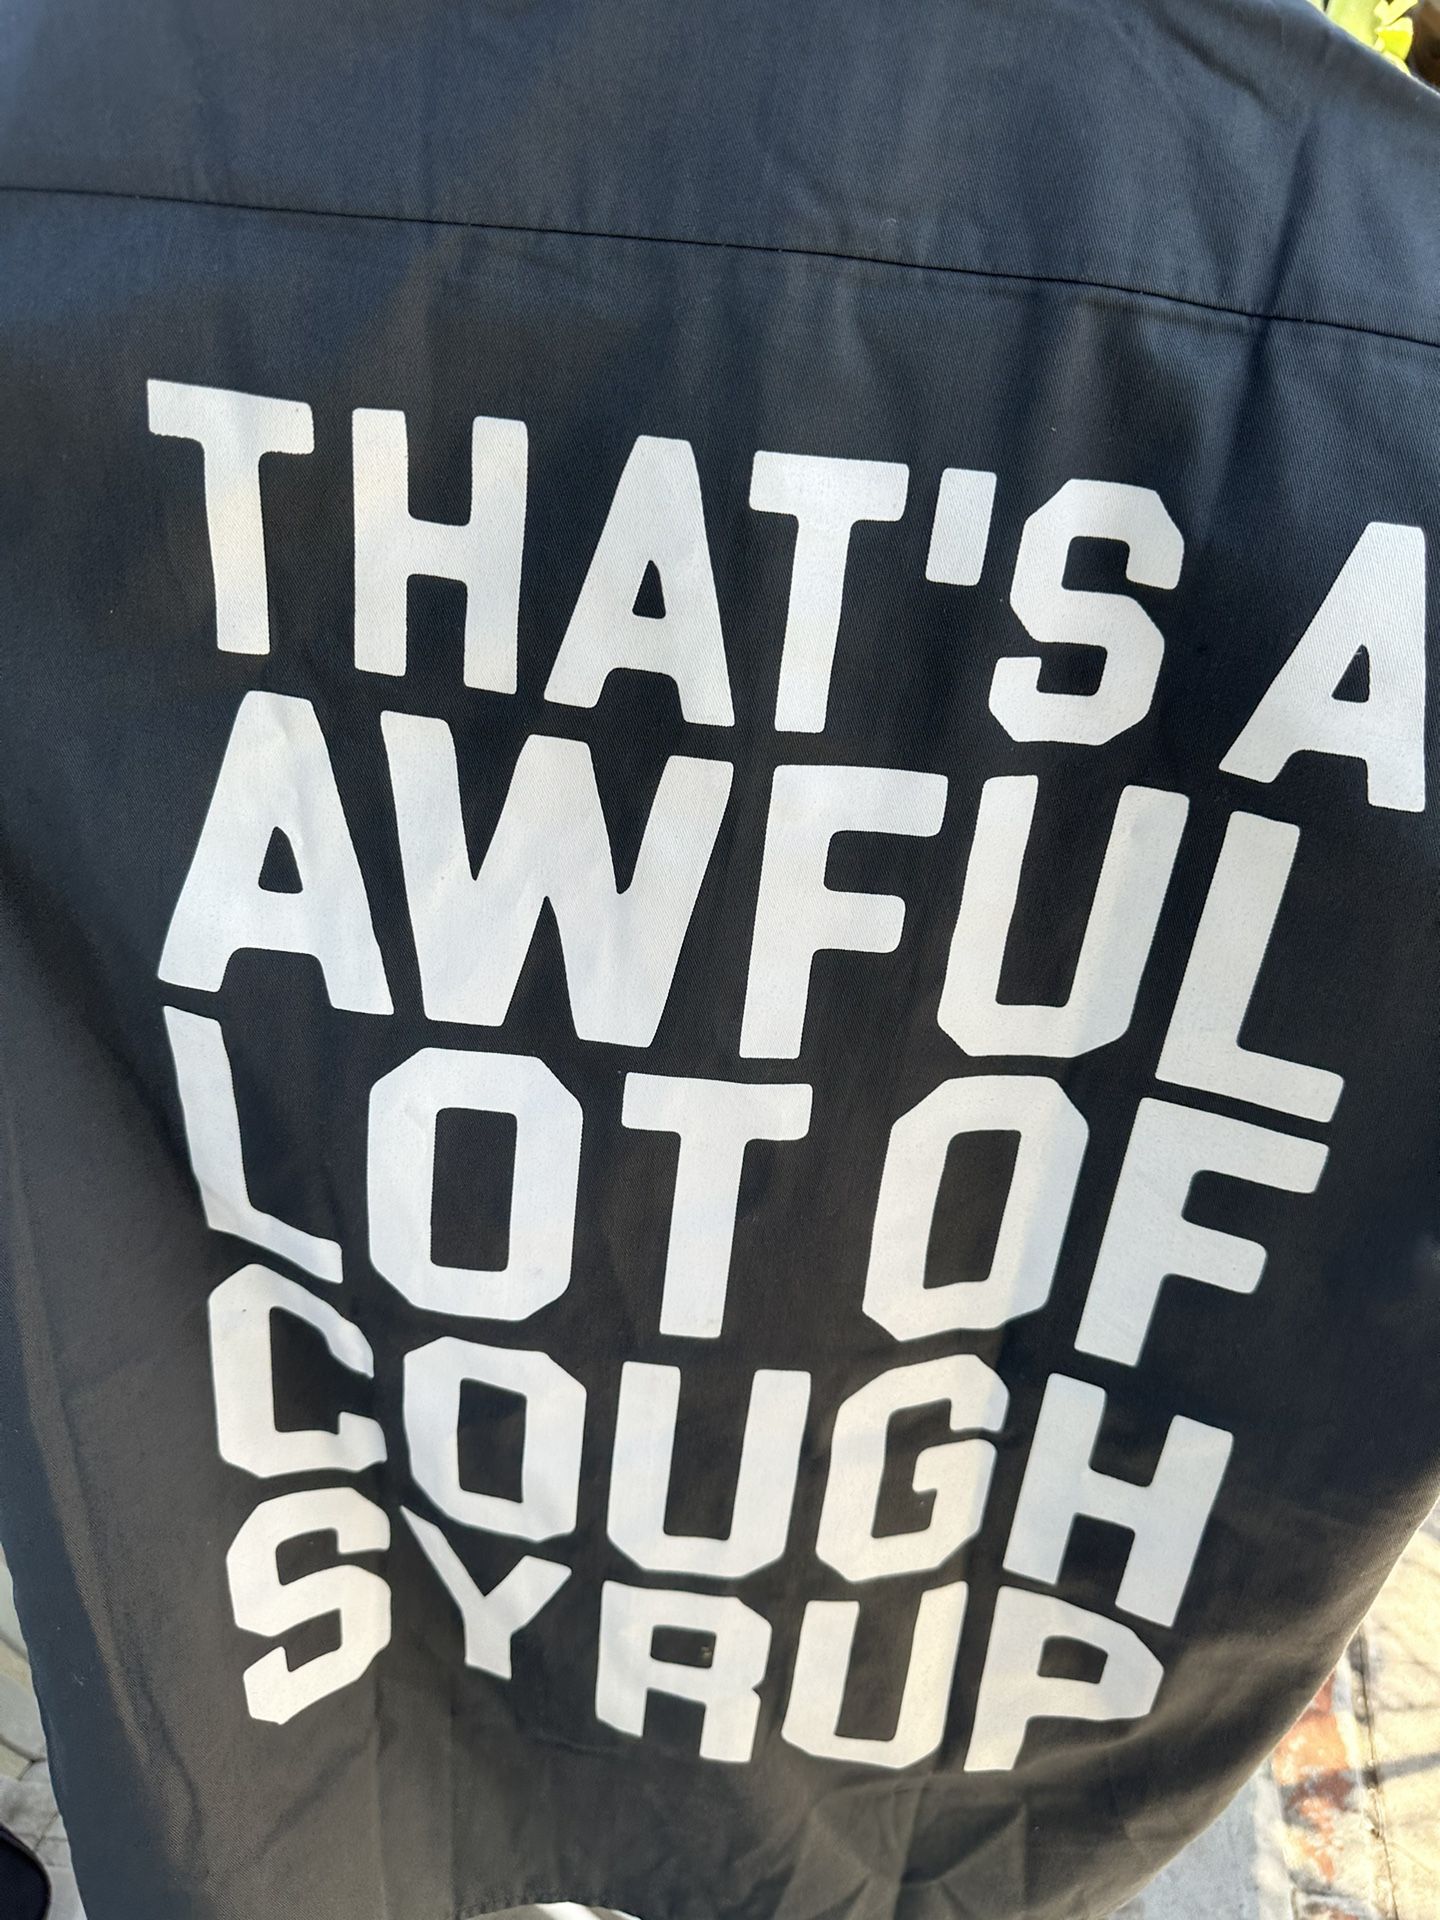 THAT'S A
AWFUL
LOT OF
COUGH
SYRUP